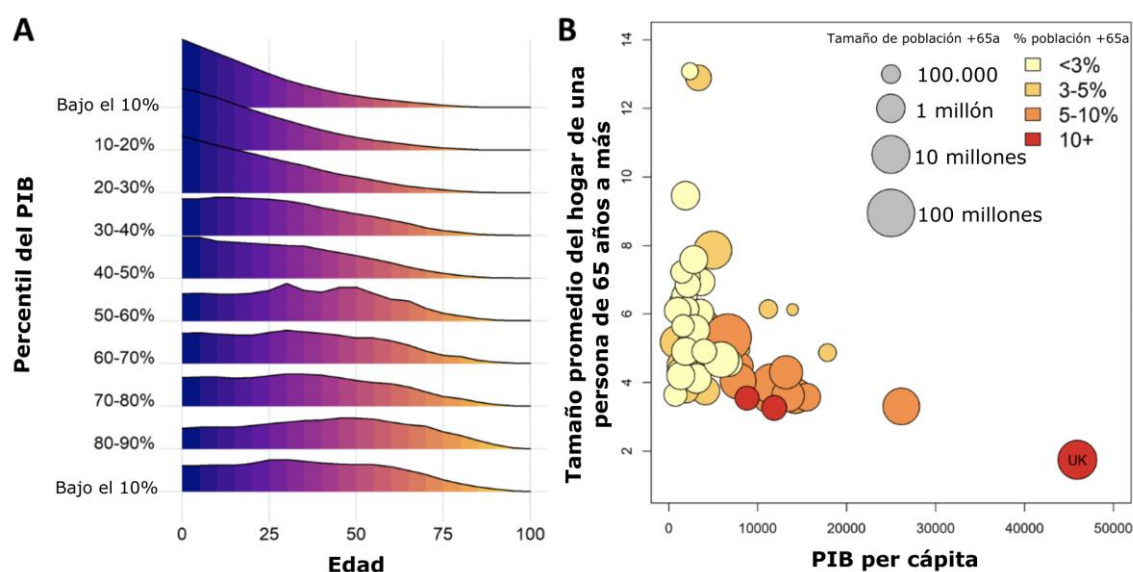 A
Percentil del PIB
Bajo el 10%
10-20%
20-30%
30-40%
40-50%
50-60%
60-70%
70-80%
80-90%
Bajo el 10%
0
25
50
75
100
Edad
B
Tamaño promedio del hogar de una
persona de 65 años a más
14
12
10
8
6
4
2
Tamaño de población +65a
100.000
1 millón
10 millones
100 millones
% población +65a
<3%
3-5%
5-10%
10+
UK
0
10000
20000
30000
40000
50000
PIB per cápita